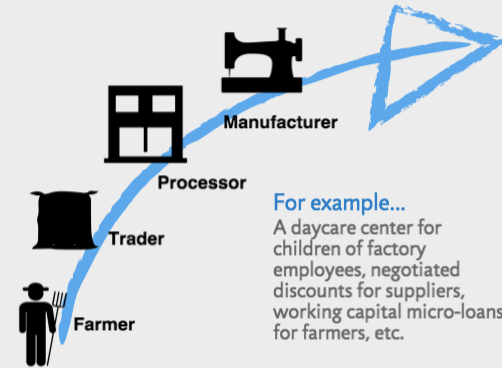 Manufacturer
Processor
Trader
Farmer
For example...
A daycare center for
children of factory
employees, negotiated
discounts for suppliers,
working capital micro-loans
for farmers, etc.